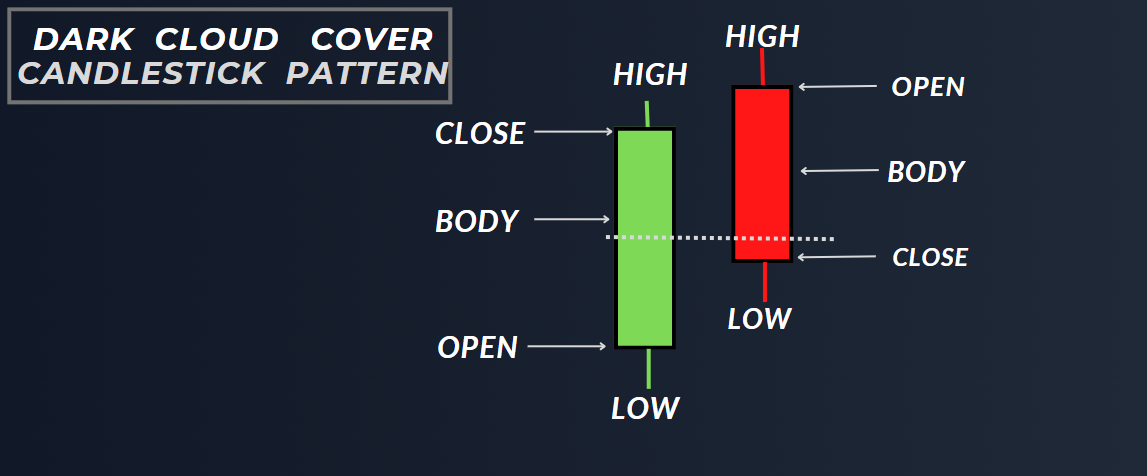 DARK CLOUD COVER
CANDLESTICK PATTERN
HIGH
HIGH
OPEN
CLOSE
BODY
BODY
CLOSE
LOW
OPEN
LOW